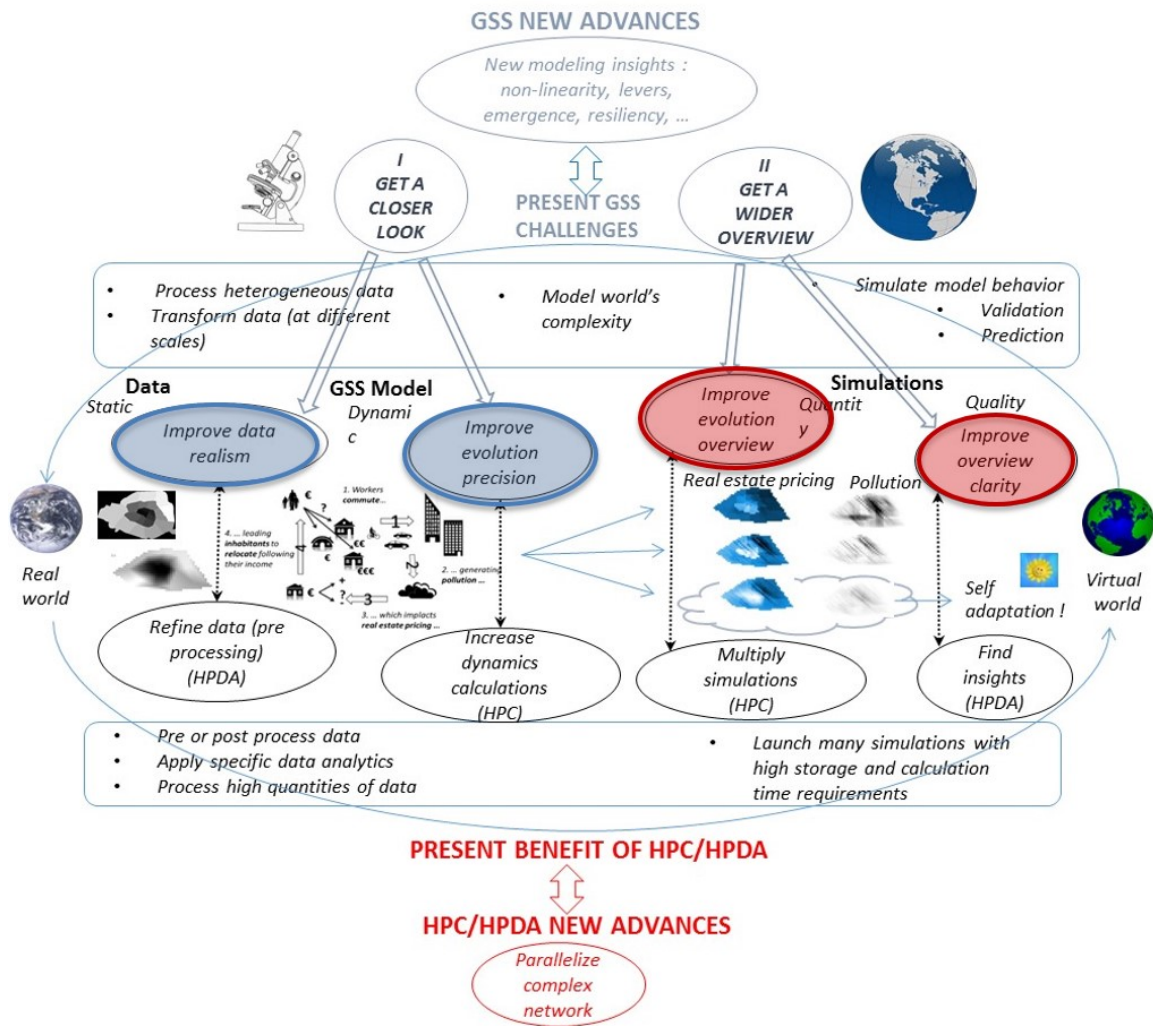 GSS NEW ADVANCES
New modeling insights :
non-linearity, levers,
emergence, resiliency, ...
I
GET A
CLOSER
LOOK
PRESENT GSS
CHALLENGES
II
GET A
WIDER
OVERVIEW
• Process heterogeneous data
• Transform data (at different
scales)
• Model world's
complexity
• Simulate model behavior
• Validation
• Prediction
Data
Static
GSS Model
Dynami
c
Simulations
Quantit
y
Quality
Improve data
realism
Improve
evolution
precision
Improve
evolution
overview
Improve
overview
clarity
Real
world
1. Workers
commute...
2. ... generating
pollution ...
3. ... which implacts
real estate pricing ...
4. ... leading
inhabitants to
relocate following
their income
€
?
€
€€
€€€
€
+
?
-
1
2
3
4
Real estate pricing
Pollution
Self
adaptation !
Virtual
world
Refine data (pre
processing)
(HPDA)
Increase
dynamics
calculations
(HPC)
Multiply
simulations
(HPC)
Find
insights
(HPDA)
• Pre or post process data
• Apply specific data analytics
• Process high quantities of data
• Launch many simulations with
high storage and calculation
time requirements
PRESENT BENEFIT OF HPC/HPDA
HPC/HPDA NEW ADVANCES
Parallelize
complex
network